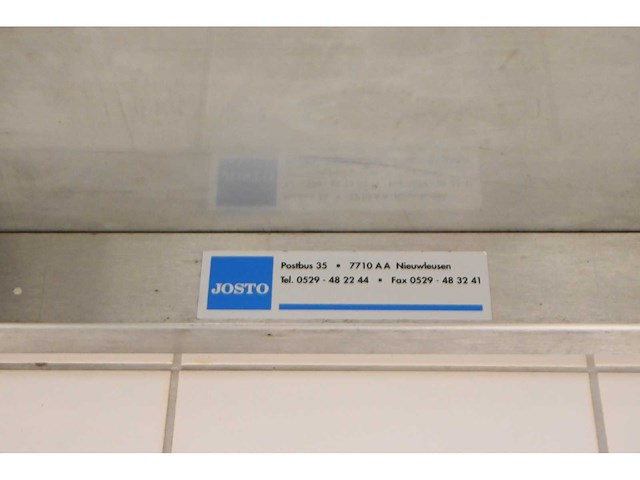 JOSTO
Postbus 35 • 7710 AA Nieuwleusen
Tel. 0529 - 48 22 44 • Fax 0529 - 48 32 41